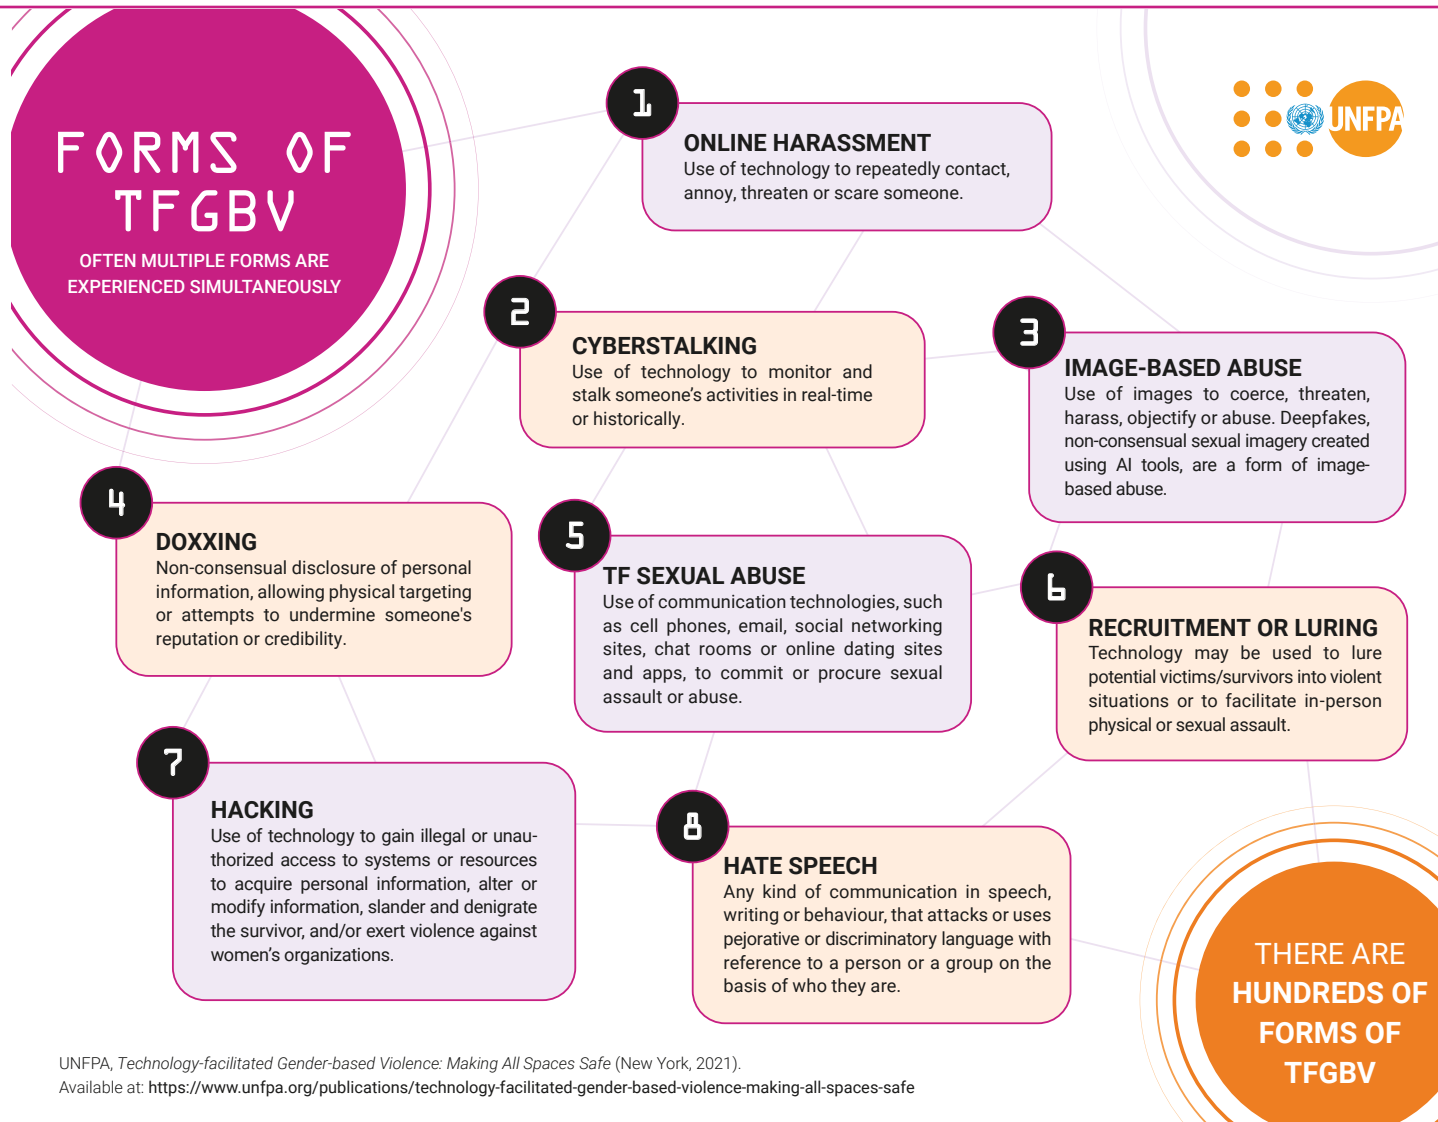 FORMS OF
TFGBV
OFTEN MULTIPLE FORMS ARE
EXPERIENCED SIMULTANEOUSLY
UNFPA
1
ONLINE HARASSMENT
Use of technology to repeatedly contact,
annoy, threaten or scare someone.
2
CYBERSTALKING
Use of technology to monitor and
stalk someone's activities in real-time
or historically.
3
IMAGE-BASED ABUSE
Use of images to coerce, threaten,
harass, objectify or abuse. Deepfakes,
non-consensual sexual imagery created
using AI tools, are a form of image-
based abuse.
4
DOXXING
Non-consensual disclosure of personal
information, allowing physical targeting
or attempts to undermine someone's
reputation or credibility.
5
TF SEXUAL ABUSE
Use of communication technologies, such
as cell phones, email, social networking
sites, chat rooms or online dating sites
and apps, to commit or procure sexual
assault or abuse.
6
RECRUITMENT OR LURING
Technology may be used to lure
potential victims/survivors into violent
situations or to facilitate in-person
physical or sexual assault.
7
HACKING
Use of technology to gain illegal or unau-
thorized access to systems or resources
to acquire personal information, alter or
modify information, slander and denigrate
the survivor, and/or exert violence against
women's organizations.
8
HATE SPEECH
Any kind of communication in speech,
writing or behaviour, that attacks or uses
pejorative or discriminatory language with
reference to a person or a group on the
basis of who they are.
THERE ARE
HUNDREDS OF
FORMS OF
TFGBV
UNFPA, Technology-facilitated Gender-based Violence: Making All Spaces Safe (New York, 2021).
Available at: https://www.unfpa.org/publications/technology-facilitated-gender-based-violence-making-all-spaces-safe